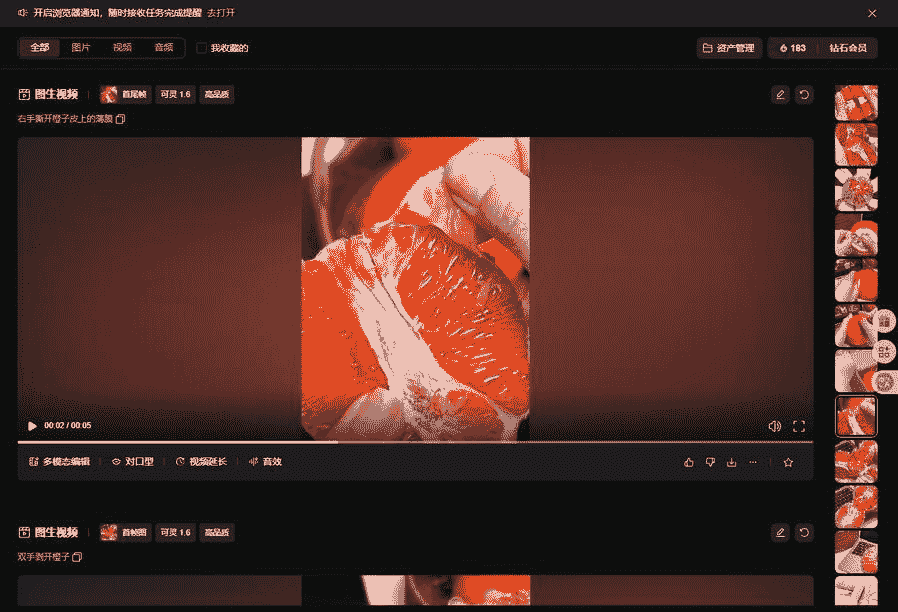 开启浏览器通知，随时接收任务完成提醒 去打开
全部 图片 视频 音频 我收藏的
资产管理 183 钻石会员
图生视频 首尾帧 可灵 1.6 高品质
右手撕开橙子皮上的薄膜
00:02 / 00:05
多模态编辑 对口型 视频延长 音效
图生视频 首帧图 可灵 1.6 高品质
双手剥开橙子